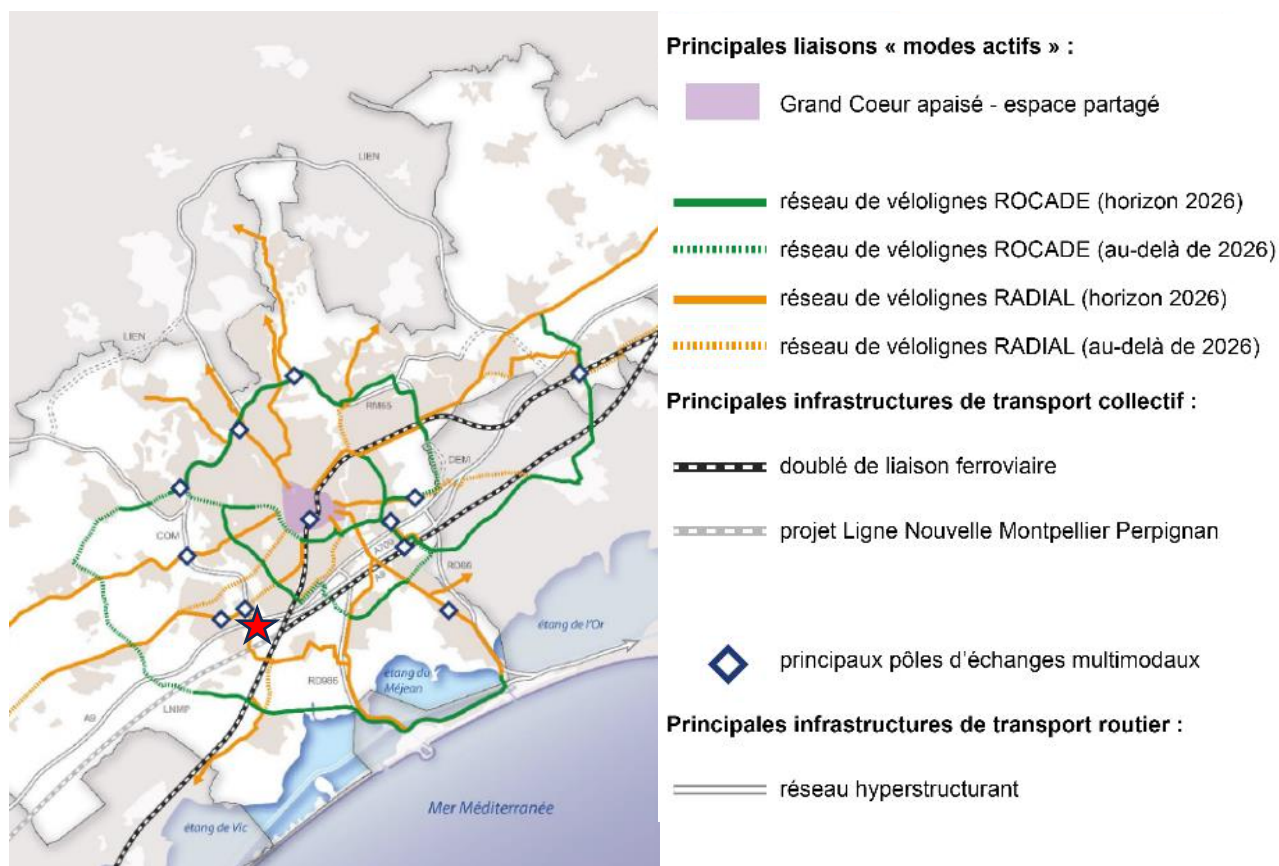 LIEN
LIEN
RM65
DEM
COM
A709
A9
RD66
étang de l'Or
RD986
étang du
Méjean
A9
LNMP
étang de Vic
Mer Méditerranée
Principales liaisons « modes actifs » :
Grand Coeur apaisé - espace partagé
réseau de vélolignes ROCADE (horizon 2026)
réseau de vélolignes ROCADE (au-delà de 2026)
réseau de vélolignes RADIAL (horizon 2026)
réseau de vélolignes RADIAL (au-delà de 2026)
Principales infrastructures de transport collectif :
doublé de liaison ferroviaire
projet Ligne Nouvelle Montpellier Perpignan
principaux pôles d'échanges multimodaux
Principales infrastructures de transport routier :
réseau hyperstructurant